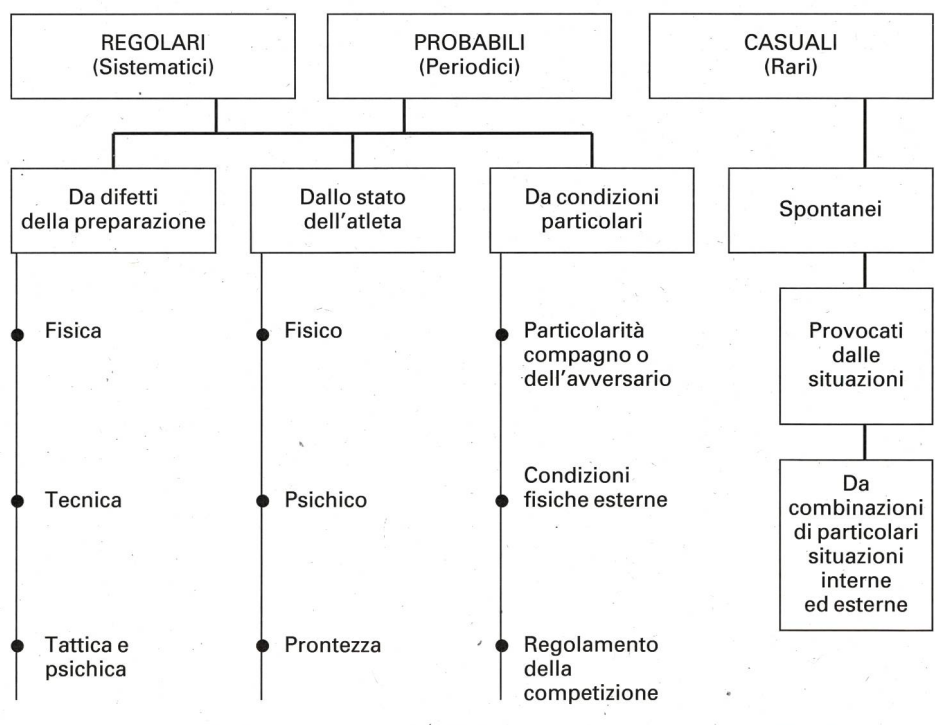 REGOLARI
(Sistematici)
PROBABILI
(Periodici)
CASUALI
(Rari)
Da difetti
della preparazione
Dallo stato
dell'atleta
Da condizioni
particolari
Spontanei
Fisica
Tecnica
Tattica e
psichica
Fisico
Psichico
Prontezza
Particolarità
compagno o
dell'avversario
Condizioni
fisiche esterne
Regolamento
della
competizione
Provocati
dalle
situazioni
Da
combinazioni
di particolari
situazioni
interne
ed esterne